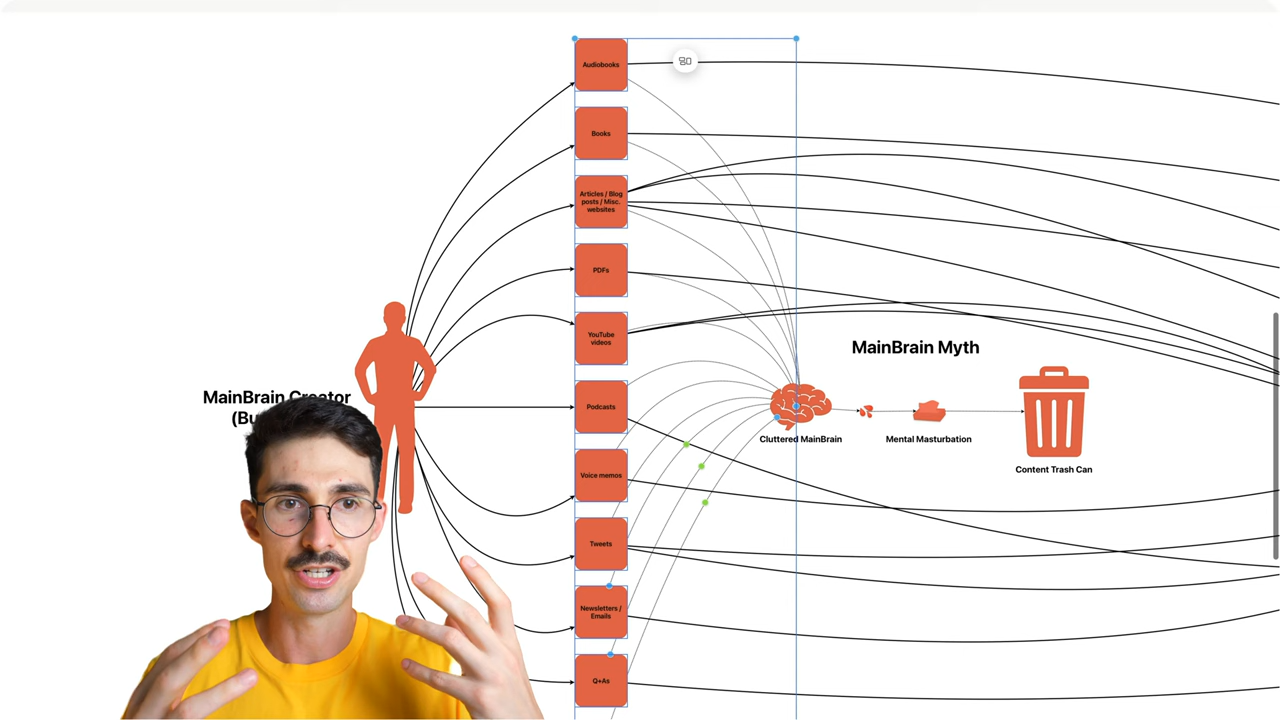 Audiobooks
Books
Articles / Blog
posts / Misc.
websites
PDFs
YouTube
videos
MainBrain Myth
MainBrain Creator
(Bu
Podcasts
Cluttered MainBrain
Mental Masturbation
Content Trash Can
Voice memos
Tweets
Newsletters /
Emails
Q+As